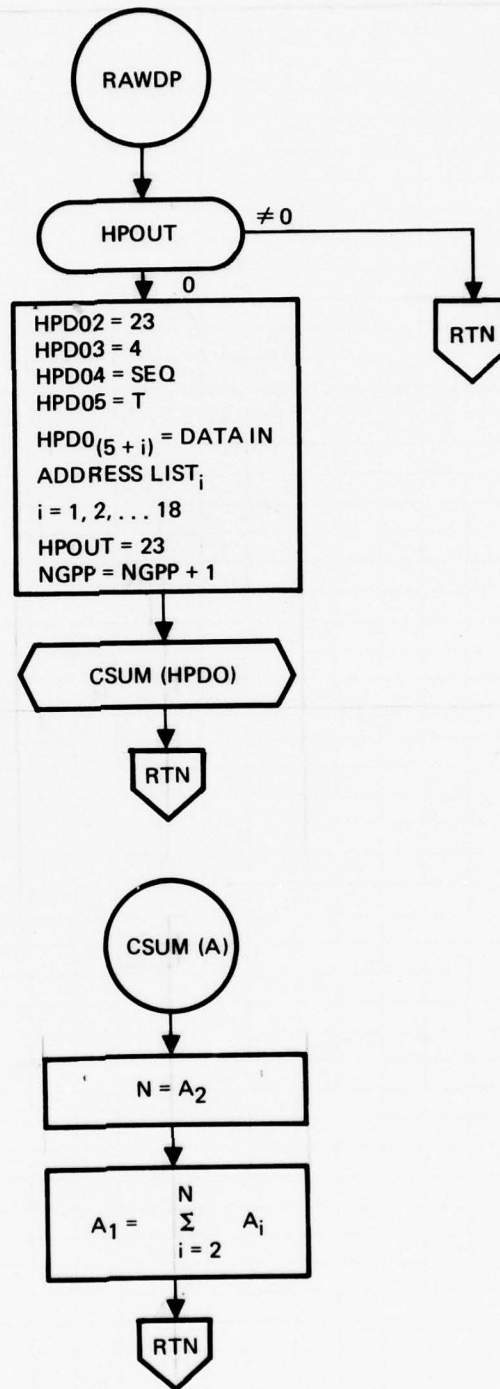 RAWDP
HPOUT
≠ 0
0
RTN
HPD02 = 23
HPD03 = 4
HPD04 = SEQ
HPD05 = T
HPD0(5 + i) = DATA IN
ADDRESS LISTi
i = 1, 2, . . . 18
HPOUT = 23
NGPP = NGPP + 1
CSUM (HPDO)
RTN
CSUM (A)
N = A2
N
A1 = Σ Ai
i = 2
RTN